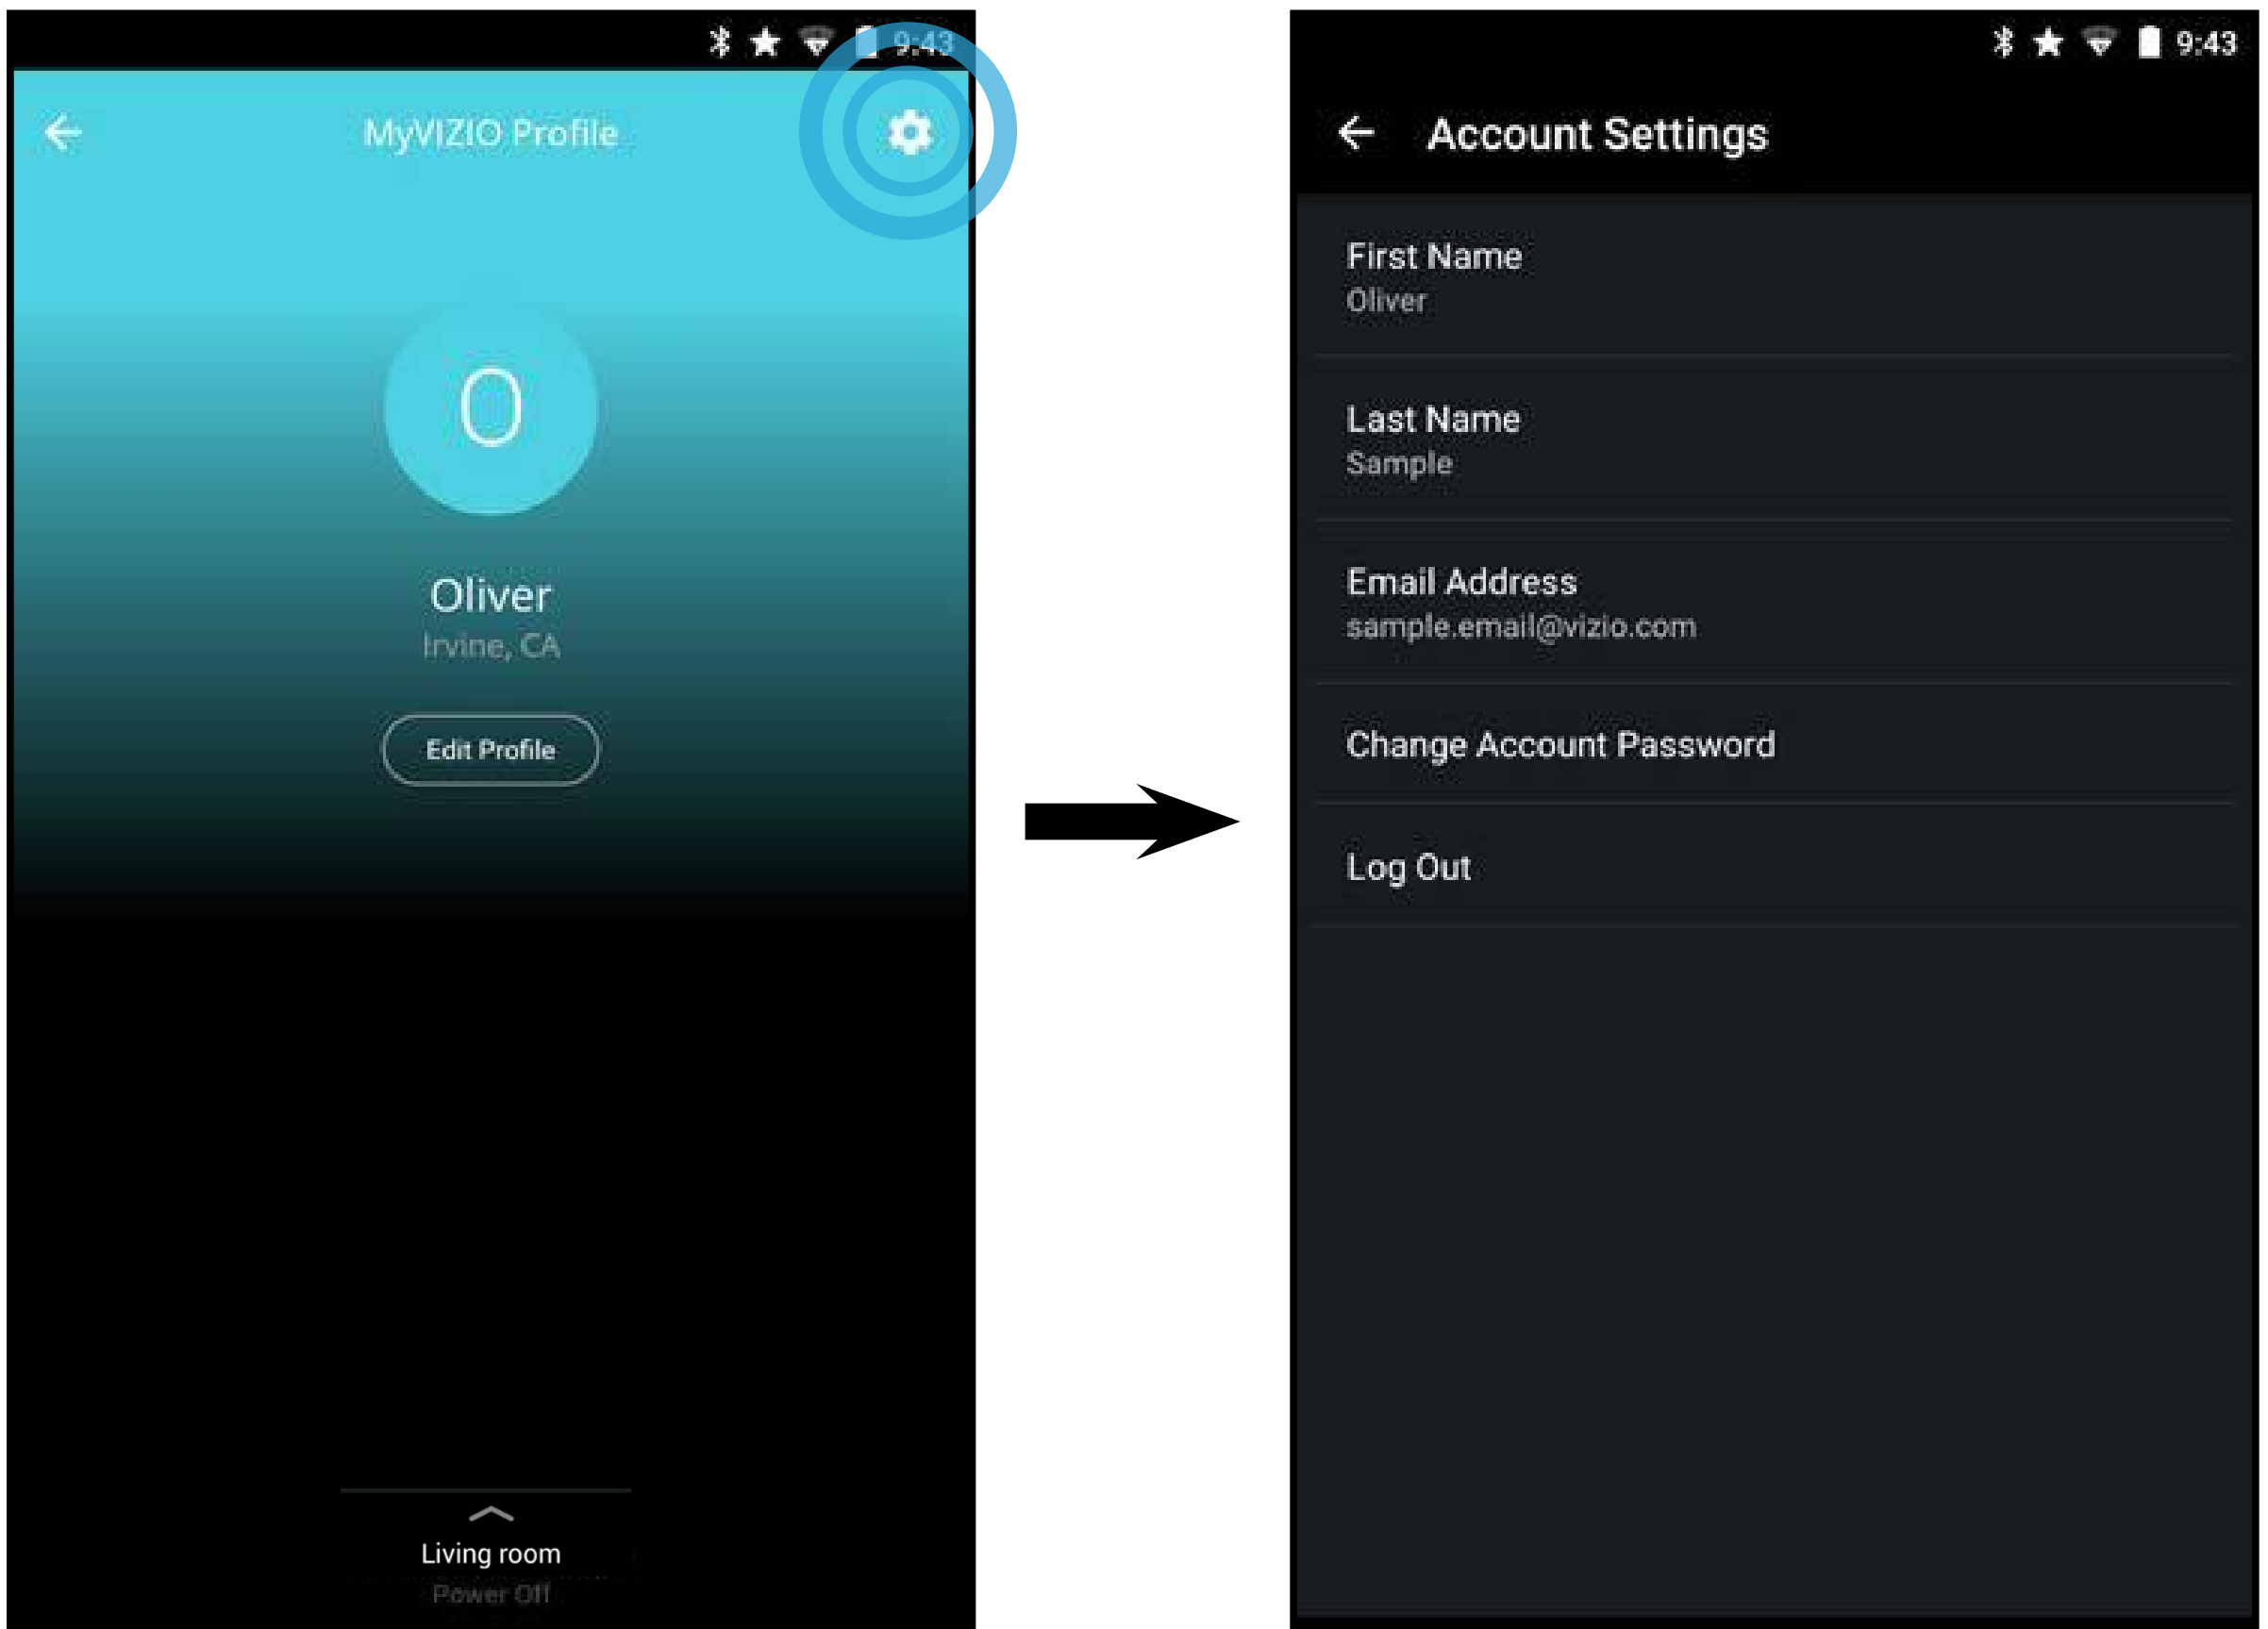 9:43
MyVIZIO Profile
O
Oliver
Irvine, CA
Edit Profile
Living room
Power Off
9:43
Account Settings
First Name
Oliver
Last Name
Sample
Email Address
sample.email@vizio.com
Change Account Password
Log Out